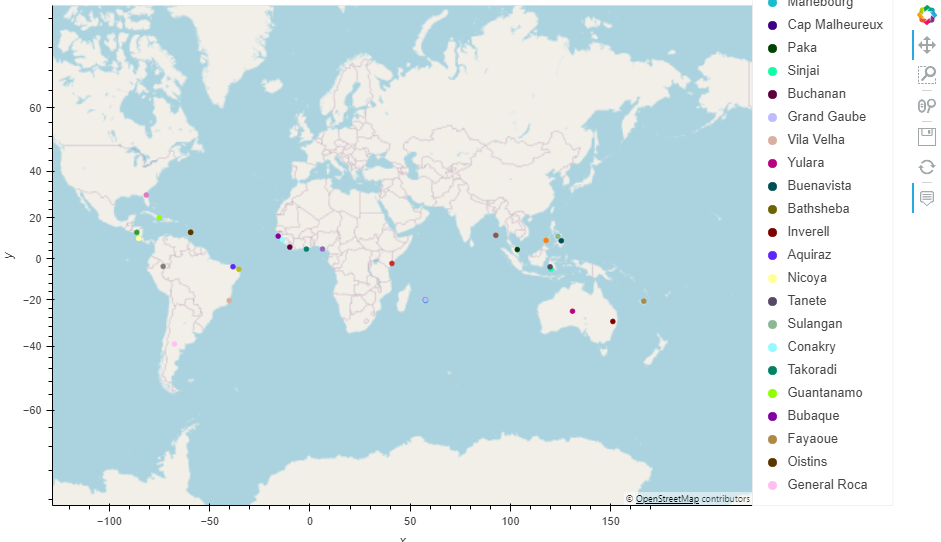 Mahebourg
Cap Malheureux
Paka
Sinjai
Buchanan
Grand Gaube
Vila Velha
Yulara
Buenavista
Bathsheba
Inverell
Aquiraz
Nicoya
Tanete
Sulangan
Conakry
Takoradi
Guantanamo
Bubaque
Fayaoue
Oistins
General Roca
60
40
20
0
−20
−40
−60
y
© OpenStreetMap contributors
−100
−50
0
50
100
150
x